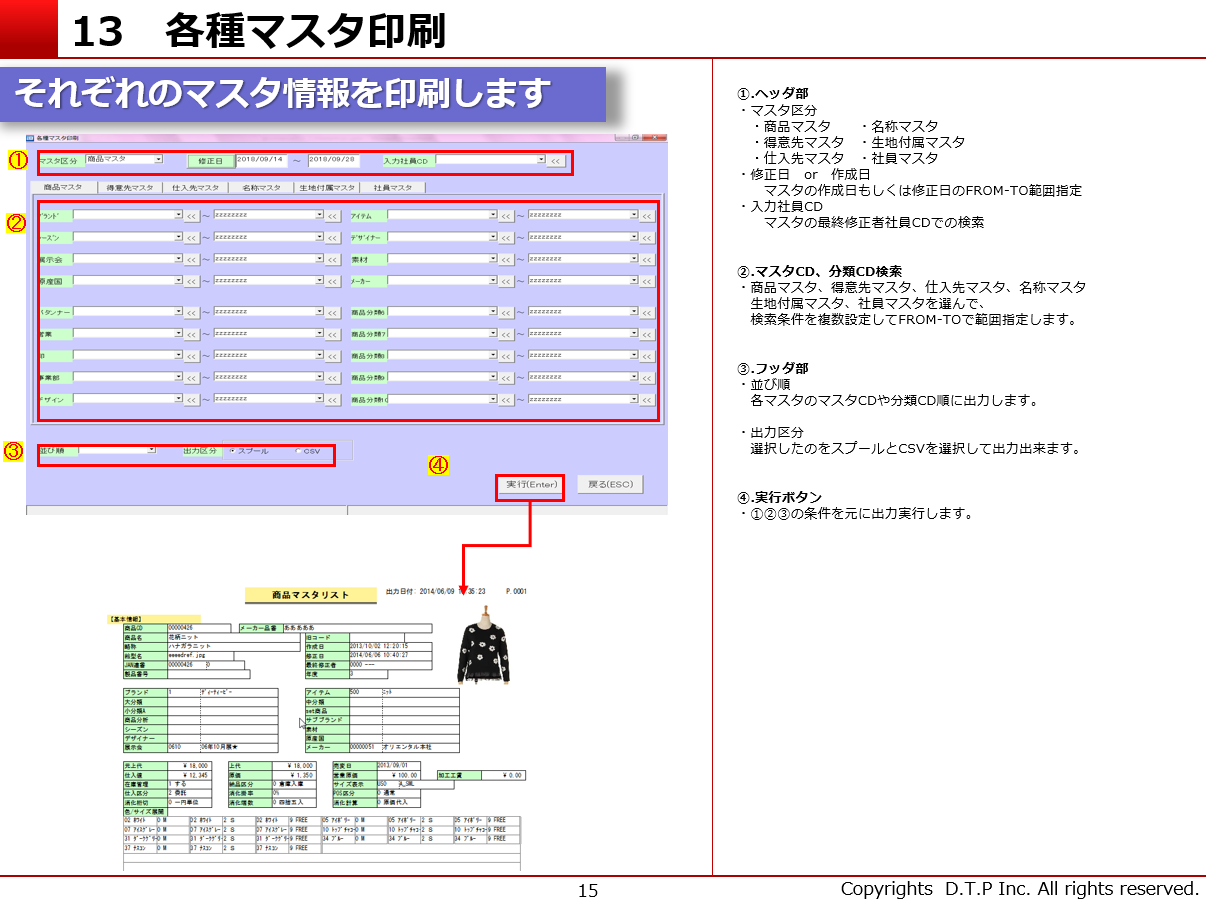 13 各種マスタ印刷
それぞれのマスタ情報を印刷します
各種マスタ印刷
①
マスタ区分 商品マスタ 修正日 2018/09/14 ～ 2018/09/28 入力社員CD <<
商品マスタ 得意先マスタ 仕入先マスタ 名称マスタ 生地付属マスタ 社員マスタ
②
ブランド << ～ zzzzzzzz << アイテム << ～ zzzzzzzz <<
シーズン << ～ zzzzzzzz << デザイナー << ～ zzzzzzzz <<
展示会 << ～ zzzzzzzz << 素材 << ～ zzzzzzzz <<
原産国 << ～ zzzzzzzz << メーカー << ～ zzzzzzzz <<
パタンナー << ～ zzzzzzzz << 商品分類6 << ～ zzzzzzzz <<
営業 << ～ zzzzzzzz << 商品分類7 << ～ zzzzzzzz <<
<< ～ zzzzzzzz << 商品分類8 << ～ zzzzzzzz <<
事業部 << ～ zzzzzzzz << 商品分類9 << ～ zzzzzzzz <<
デザイン << ～ zzzzzzzz << 商品分類10 << ～ zzzzzzzz <<
③
並び順 出力区分 スプール CSV
④
実行(Enter) 戻る(ESC)
商品マスタリスト 出力日付: 2014/06/09 35:23 P.0001
【基本情報】
商品CD 00000426 メーカー品番 あああああ
商品名 花柄ニット 旧コード
略称 ハナガラニット 作成日 2013/10/02 12:20:15
絵型名 修正日 2014/06/06 10:40:27
JAN連番 00000426 0 最終修正者 0000 ---
製品番号 年度 3
ブランド 1 ディーティーピー アイテム 500 ニット
大分類 中分類
小分類A set商品
商品分析 サブブランド
シーズン 素材
デザイナー 原産国
展示会 0610 06年10月展★ メーカー 00000051 オリエンタル本社
元上代 ¥ 18,000 上代 ¥ 18,000 売変日 2013/09/01
仕入値 ¥ 12,345 原価 ¥ 1,350 営業原価 ¥ 100.00 加工工賃 ¥ 0.00
在庫管理 1 する 納品区分 0 倉庫入庫 サイズ表示
仕入区分 2 委託 消化掛率 0% POS区分 0 通常
消化桁切 0 一円単位 消化端数 0 四捨五入 消化計算 0 原価代入
色/サイズ展開
02 ホワイト 0 M 02 ホワイト 2 S 02 ホワイト 9 FREE 05 アイボリー 0 M 05 アイボリー 2 S 05 アイボリー 9 FREE
07 アイスグレー 0 M 07 アイスグレー 2 S 07 アイスグレー 9 FREE 10 トップチャコ 0 M 10 トップチャコ 2 S 10 トップチャコ 9 FREE
31 ダークグリ 0 M 31 ダークグリ 2 S 31 ダークグリ 9 FREE 34 ブルー 0 M 34 ブルー 2 S 34 ブルー 9 FREE
37 ナスコン 0 M 37 ナスコン 2 S 37 ナスコン 9 FREE
①.ヘッダ部
・マスタ区分
・商品マスタ ・名称マスタ
・得意先マスタ ・生地付属マスタ
・仕入先マスタ ・社員マスタ
・修正日 or 作成日
マスタの作成日もしくは修正日のFROM-TO範囲指定
・入力社員CD
マスタの最終修正者社員CDでの検索
②.マスタCD、分類CD検索
・商品マスタ、得意先マスタ、仕入先マスタ、名称マスタ
生地付属マスタ、社員マスタを選んで、
検索条件を複数設定してFROM-TOで範囲指定します。
③.フッダ部
・並び順
各マスタのマスタCDや分類CD順に出力します。
・出力区分
選択したのをスプールとCSVを選択して出力出来ます。
④.実行ボタン
・①②③の条件を元に出力実行します。
15
Copyrights D.T.P Inc. All rights reserved.